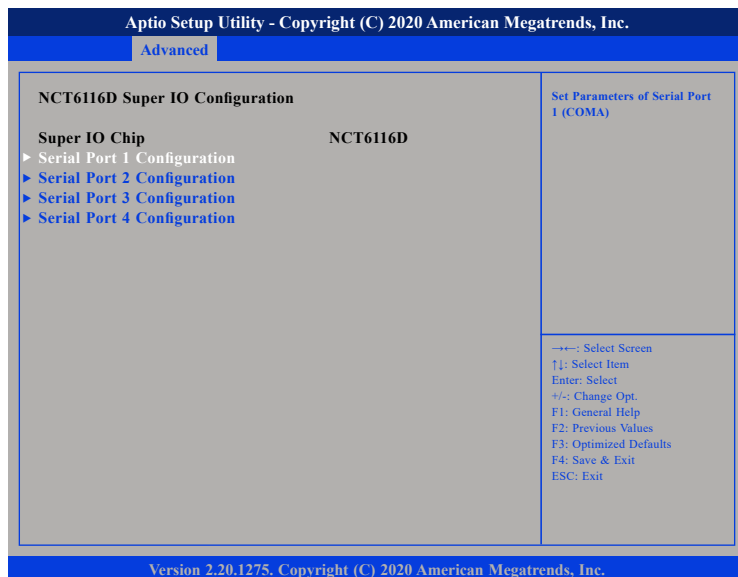 Aptio Setup Utility - Copyright (C) 2020 American Megatrends, Inc.
Advanced
NCT6116D Super IO Configuration
Super IO Chip NCT6116D
▶ Serial Port 1 Configuration
▶ Serial Port 2 Configuration
▶ Serial Port 3 Configuration
▶ Serial Port 4 Configuration
Set Parameters of Serial Port
1 (COMA)
→←: Select Screen
↑↓: Select Item
Enter: Select
+/-: Change Opt.
F1: General Help
F2: Previous Values
F3: Optimized Defaults
F4: Save & Exit
ESC: Exit
Version 2.20.1275. Copyright (C) 2020 American Megatrends, Inc.